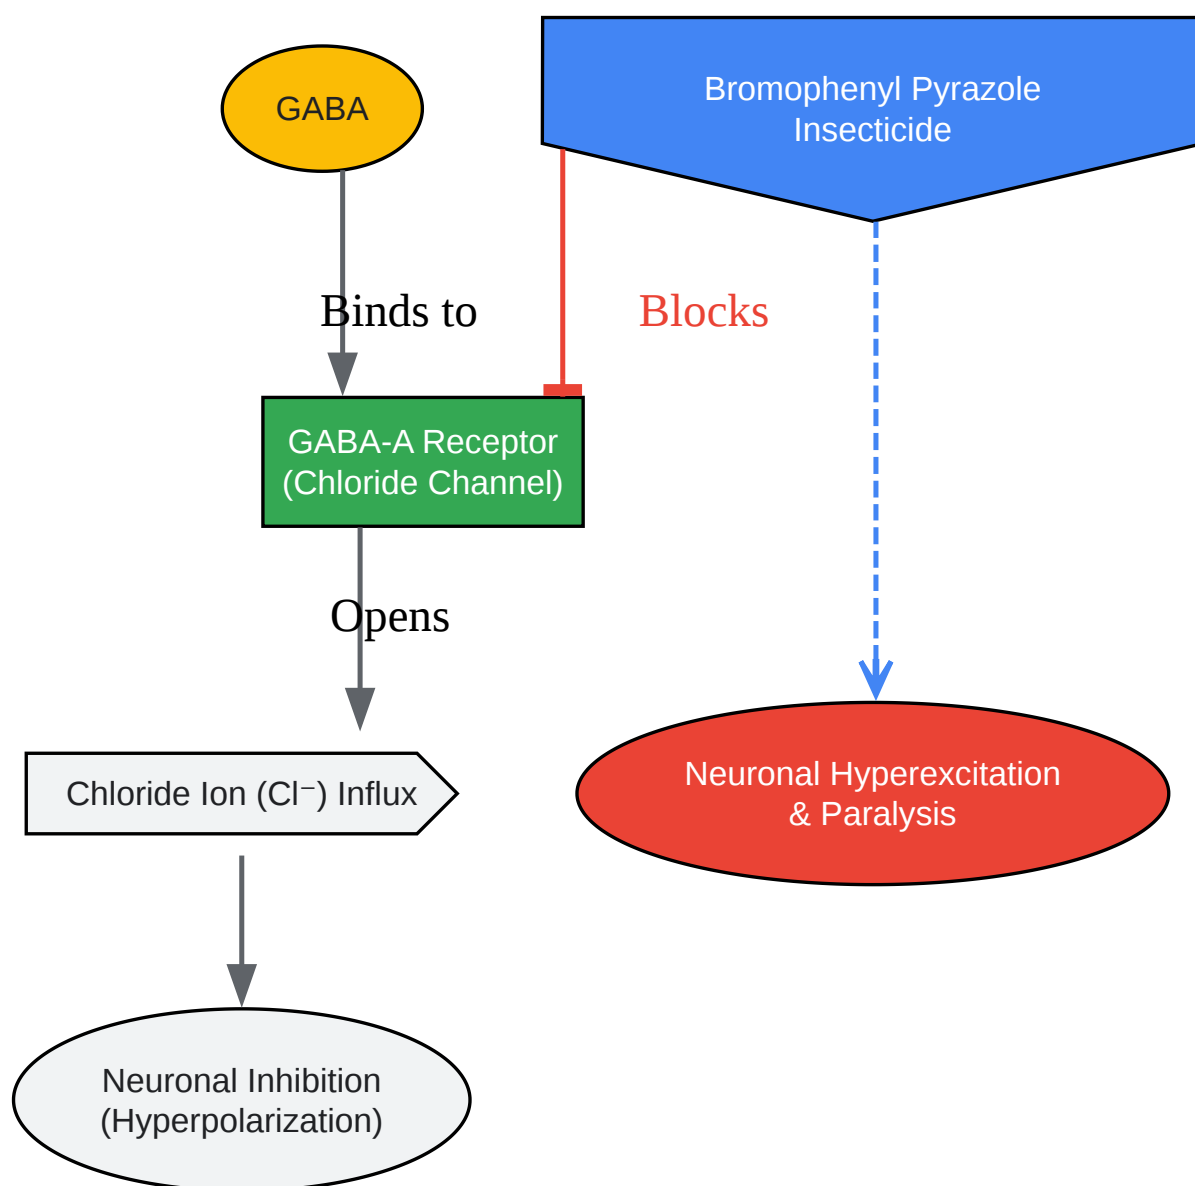 GABA
Bromophenyl Pyrazole
Insecticide
Binds to
Blocks
GABA-A Receptor
(Chloride Channel)
Opens
Chloride Ion (Cl⁻) Influx
Neuronal Hyperexcitation
& Paralysis
Neuronal Inhibition
(Hyperpolarization)